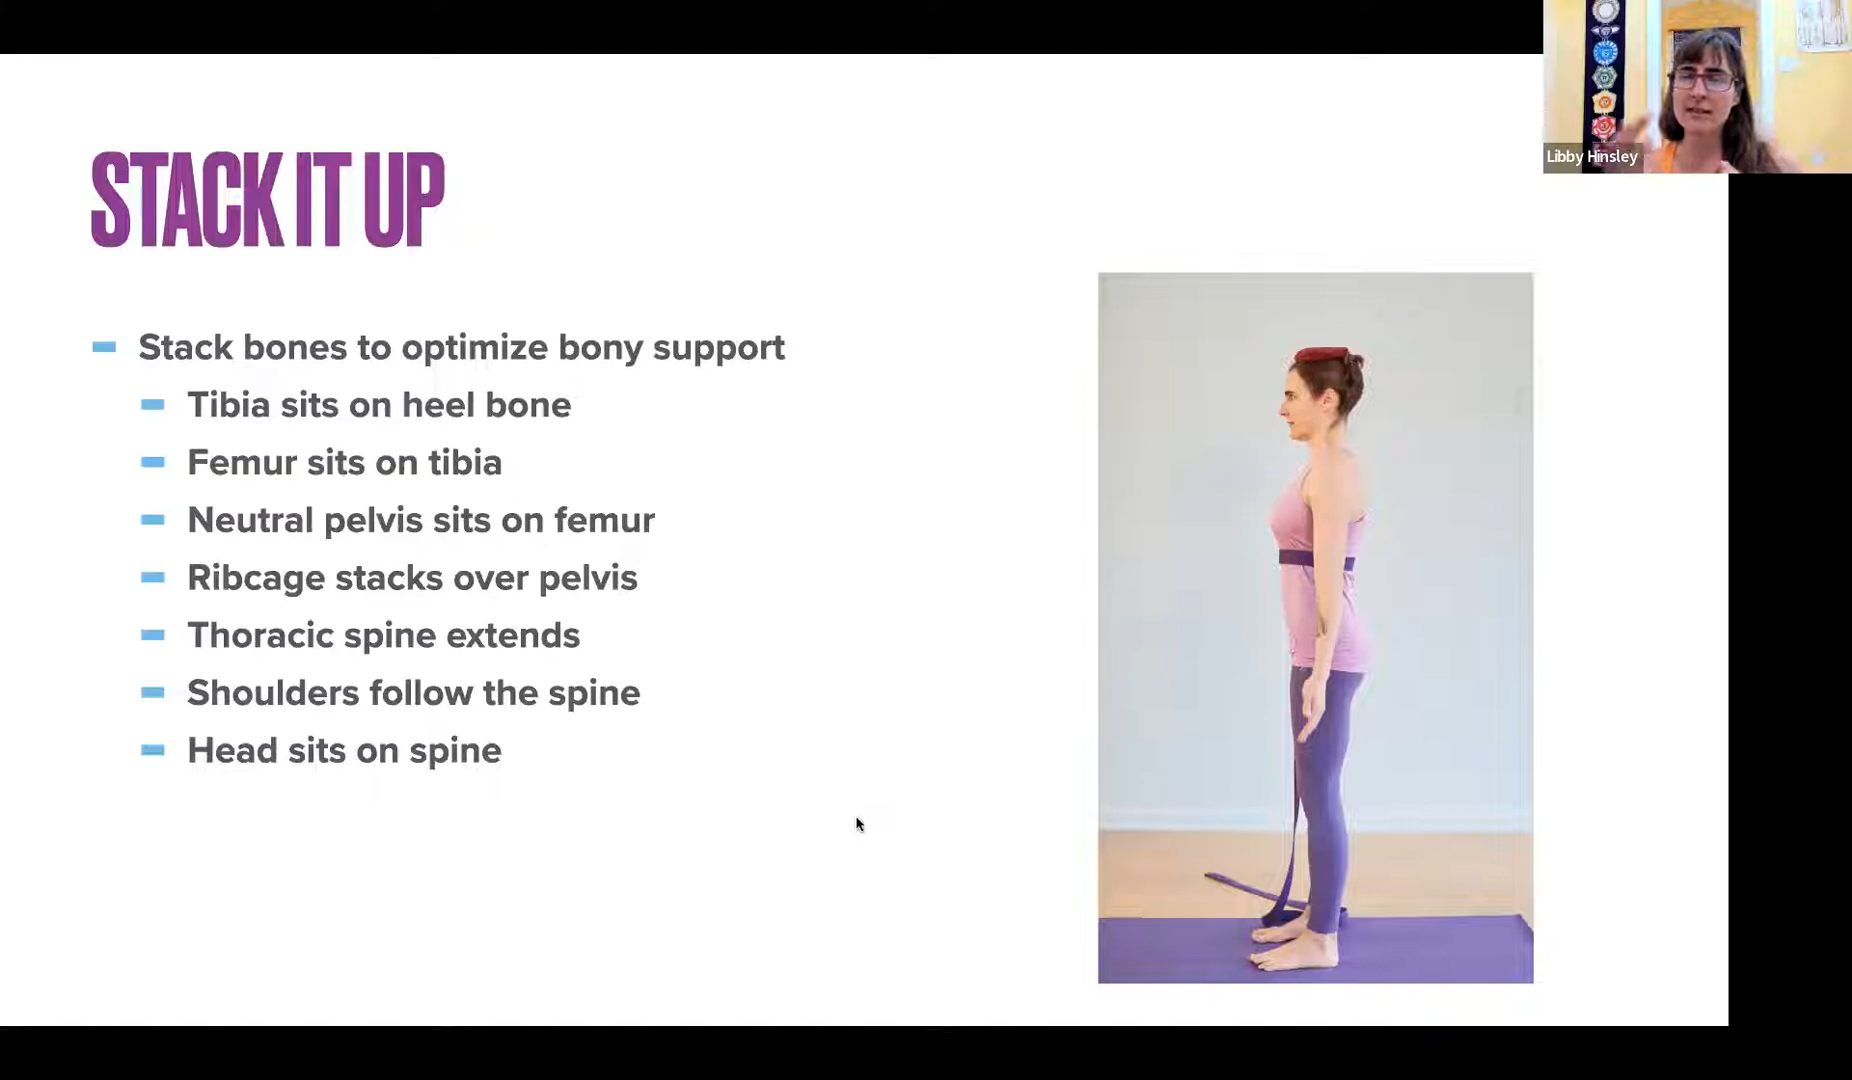 Libby Hinsley
STACK IT UP
Stack bones to optimize bony support
Tibia sits on heel bone
Femur sits on tibia
Neutral pelvis sits on femur
Ribcage stacks over pelvis
Thoracic spine extends
Shoulders follow the spine
Head sits on spine